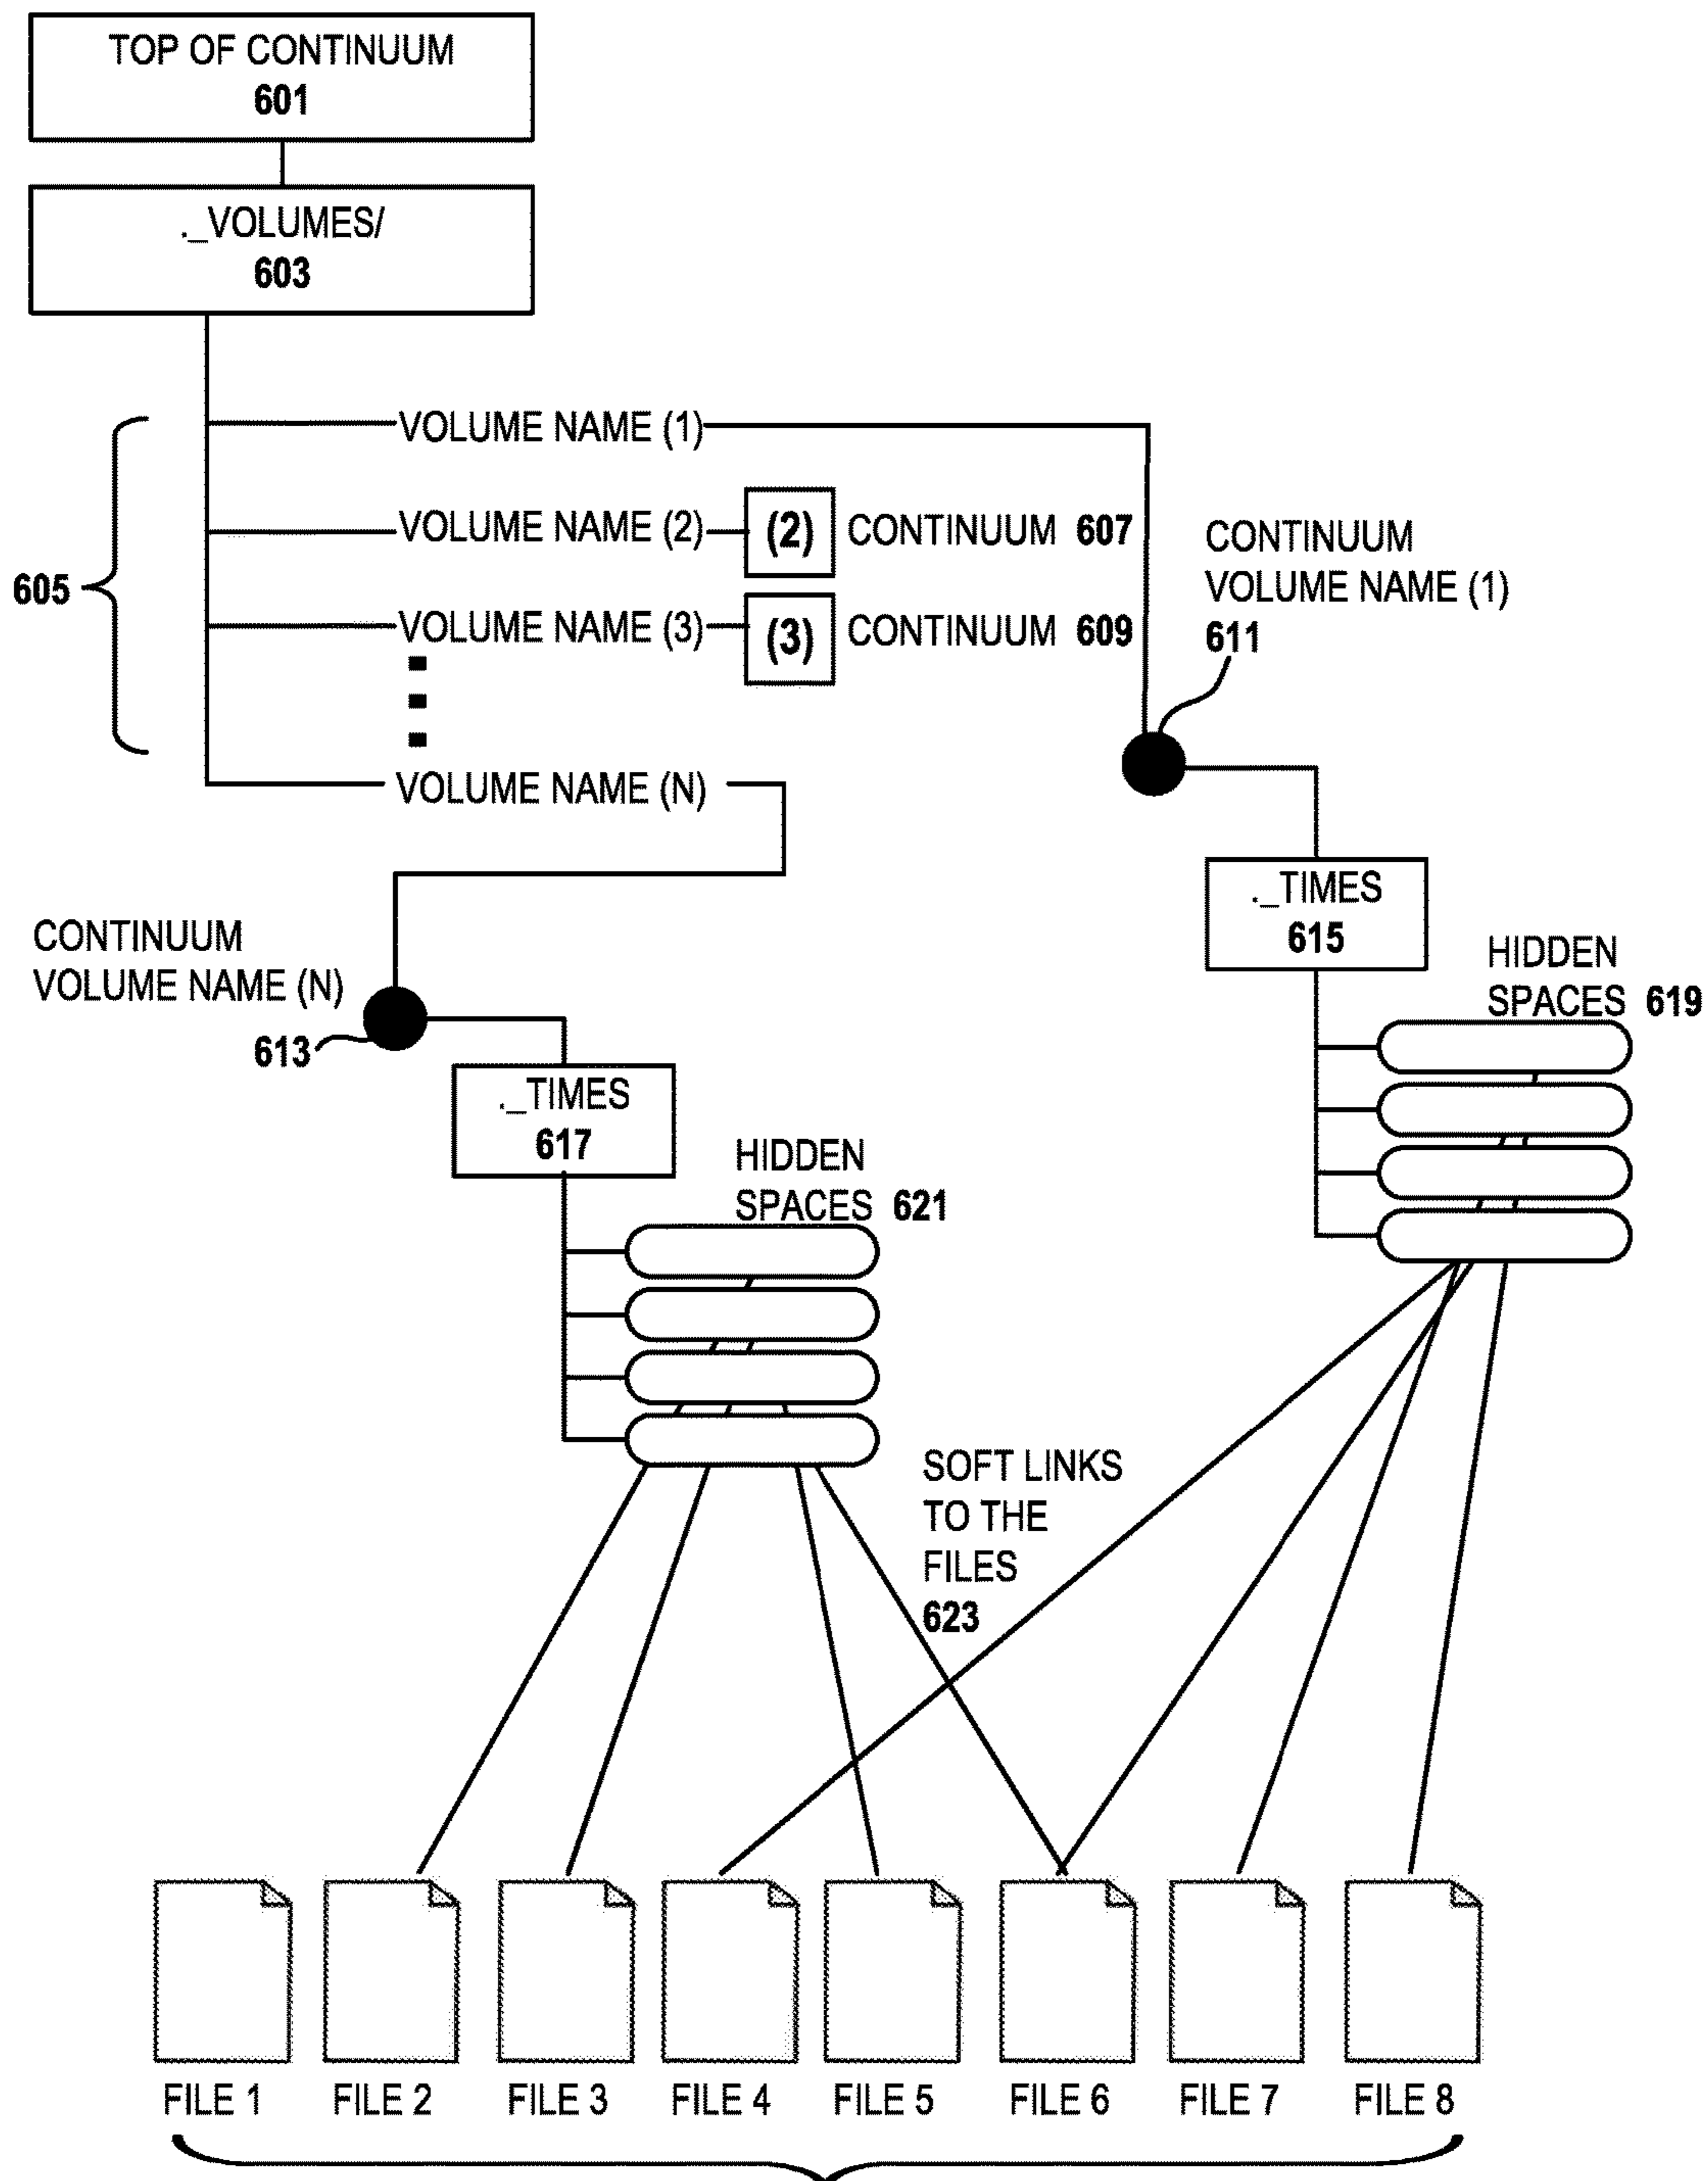 TOP OF CONTINUUM
601
._VOLUMES/
603
VOLUME NAME (1)
VOLUME NAME (2)
(2)
CONTINUUM 607
CONTINUUM
VOLUME NAME (1)
611
605
VOLUME NAME (3)
(3)
CONTINUUM 609
VOLUME NAME (N)
._TIMES
615
CONTINUUM
VOLUME NAME (N)
613
HIDDEN
SPACES 619
._TIMES
617
HIDDEN
SPACES 621
SOFT LINKS
TO THE
FILES
623
FILE 1
FILE 2
FILE 3
FILE 4
FILE 5
FILE 6
FILE 7
FILE 8